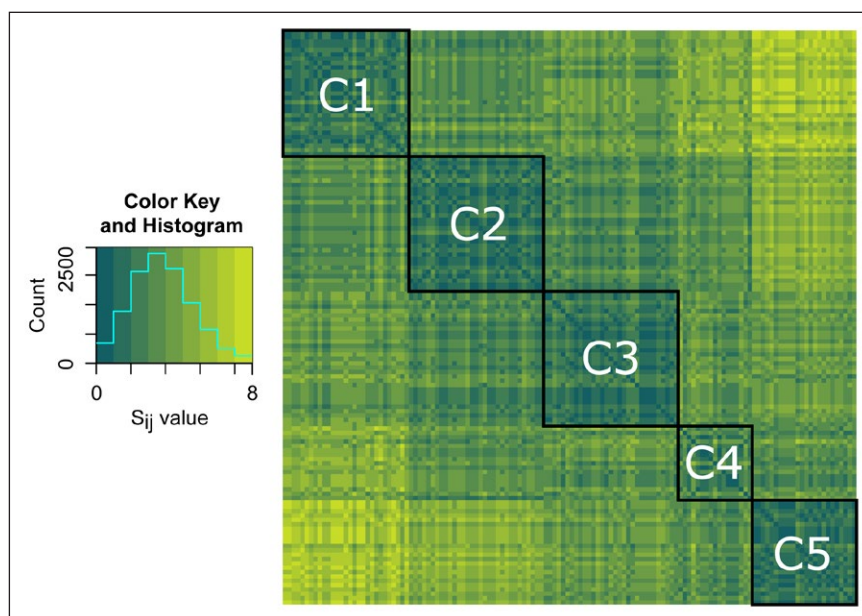 C1
C2
C3
C4
C5
Color Key
and Histogram
Count
2500
0
0
8
Sij value